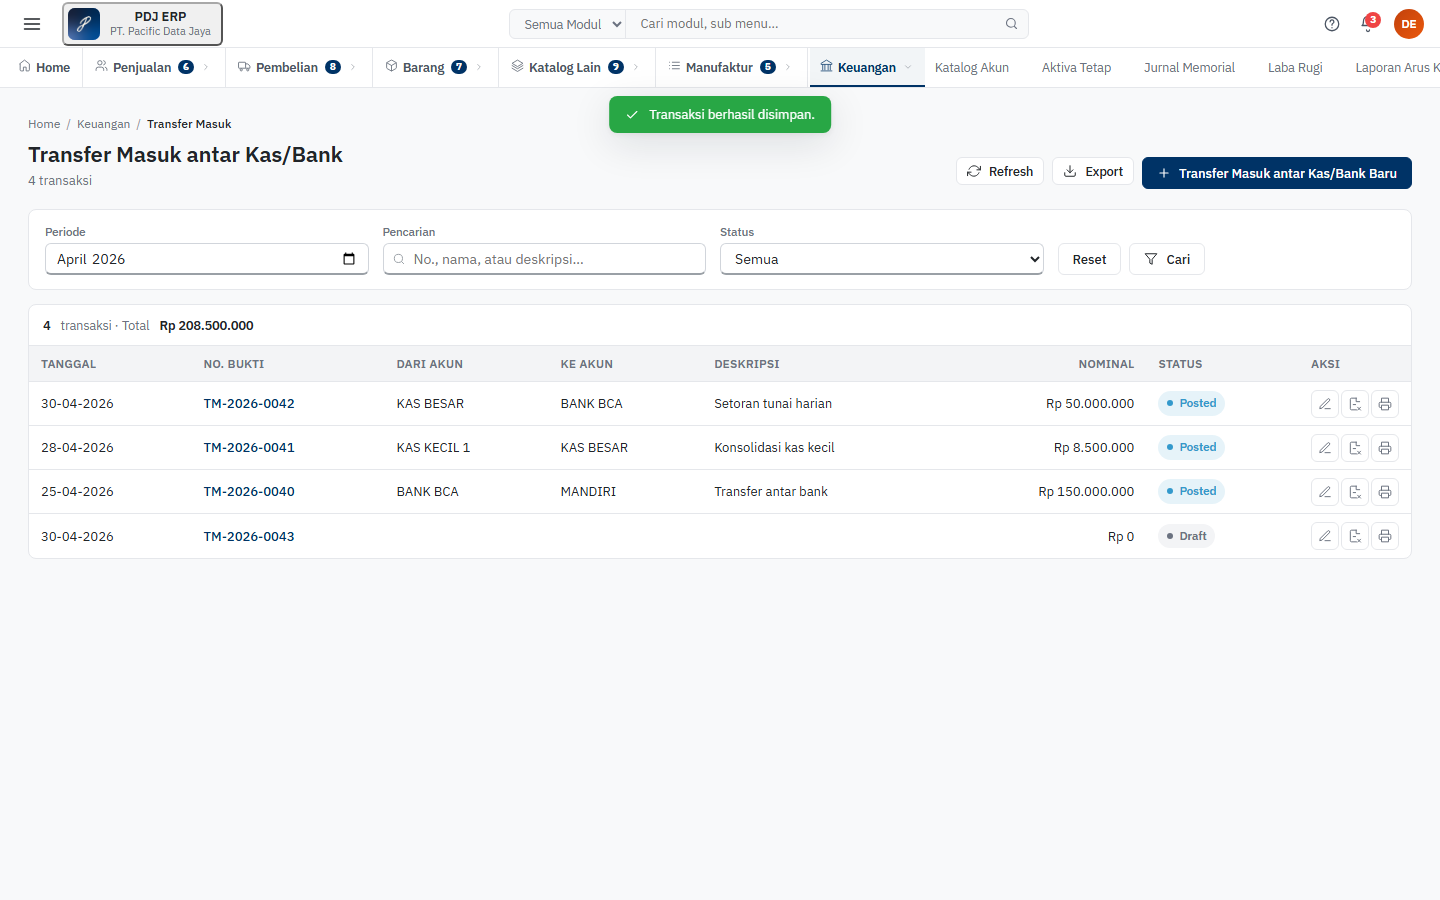 PDJ ERP
PT. Pacific Data Jaya
Semua Modul
Cari modul, sub menu...
3
DE
Home
Penjualan 6
Pembelian 8
Barang 7
Katalog Lain 9
Manufaktur 5
Keuangan
Katalog Akun
Aktiva Tetap
Jurnal Memorial
Laba Rugi
Laporan Arus K
Transaksi berhasil disimpan.
Home / Keuangan / Transfer Masuk
Transfer Masuk antar Kas/Bank
4 transaksi
Refresh
Export
+ Transfer Masuk antar Kas/Bank Baru
Periode
April 2026
Pencarian
No., nama, atau deskripsi...
Status
Semua
Reset
Cari
4 transaksi · Total Rp 208.500.000
TANGGAL NO. BUKTI DARI AKUN KE AKUN DESKRIPSI NOMINAL STATUS AKSI
30-04-2026 TM-2026-0042 KAS BESAR BANK BCA Setoran tunai harian Rp 50.000.000 Posted
28-04-2026 TM-2026-0041 KAS KECIL 1 KAS BESAR Konsolidasi kas kecil Rp 8.500.000 Posted
25-04-2026 TM-2026-0040 BANK BCA MANDIRI Transfer antar bank Rp 150.000.000 Posted
30-04-2026 TM-2026-0043 Rp 0 Draft